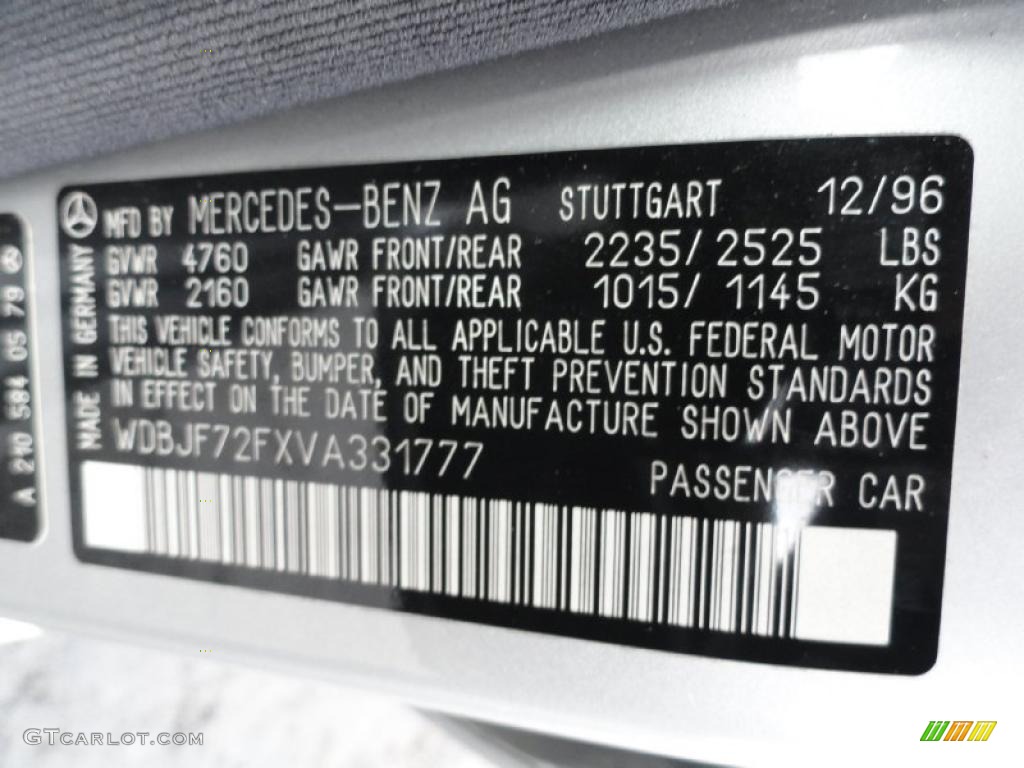 MFD BY MERCEDES-BENZ AG STUTTGART 12/96
GVWR 4760 GAWR FRONT/REAR 2235/2525 LBS
GVWR 2160 GAWR FRONT/REAR 1015/1145 KG
THIS VEHICLE CONFORMS TO ALL APPLICABLE U.S. FEDERAL MOTOR
VEHICLE SAFETY, BUMPER, AND THEFT PREVENTION STANDARDS
IN EFFECT ON THE DATE OF MANUFACTURE SHOWN ABOVE
WDBJF72FXVA331777
PASSENGER CAR
MADE IN GERMANY
A 210 584 05 79
GTCARLOT.COM